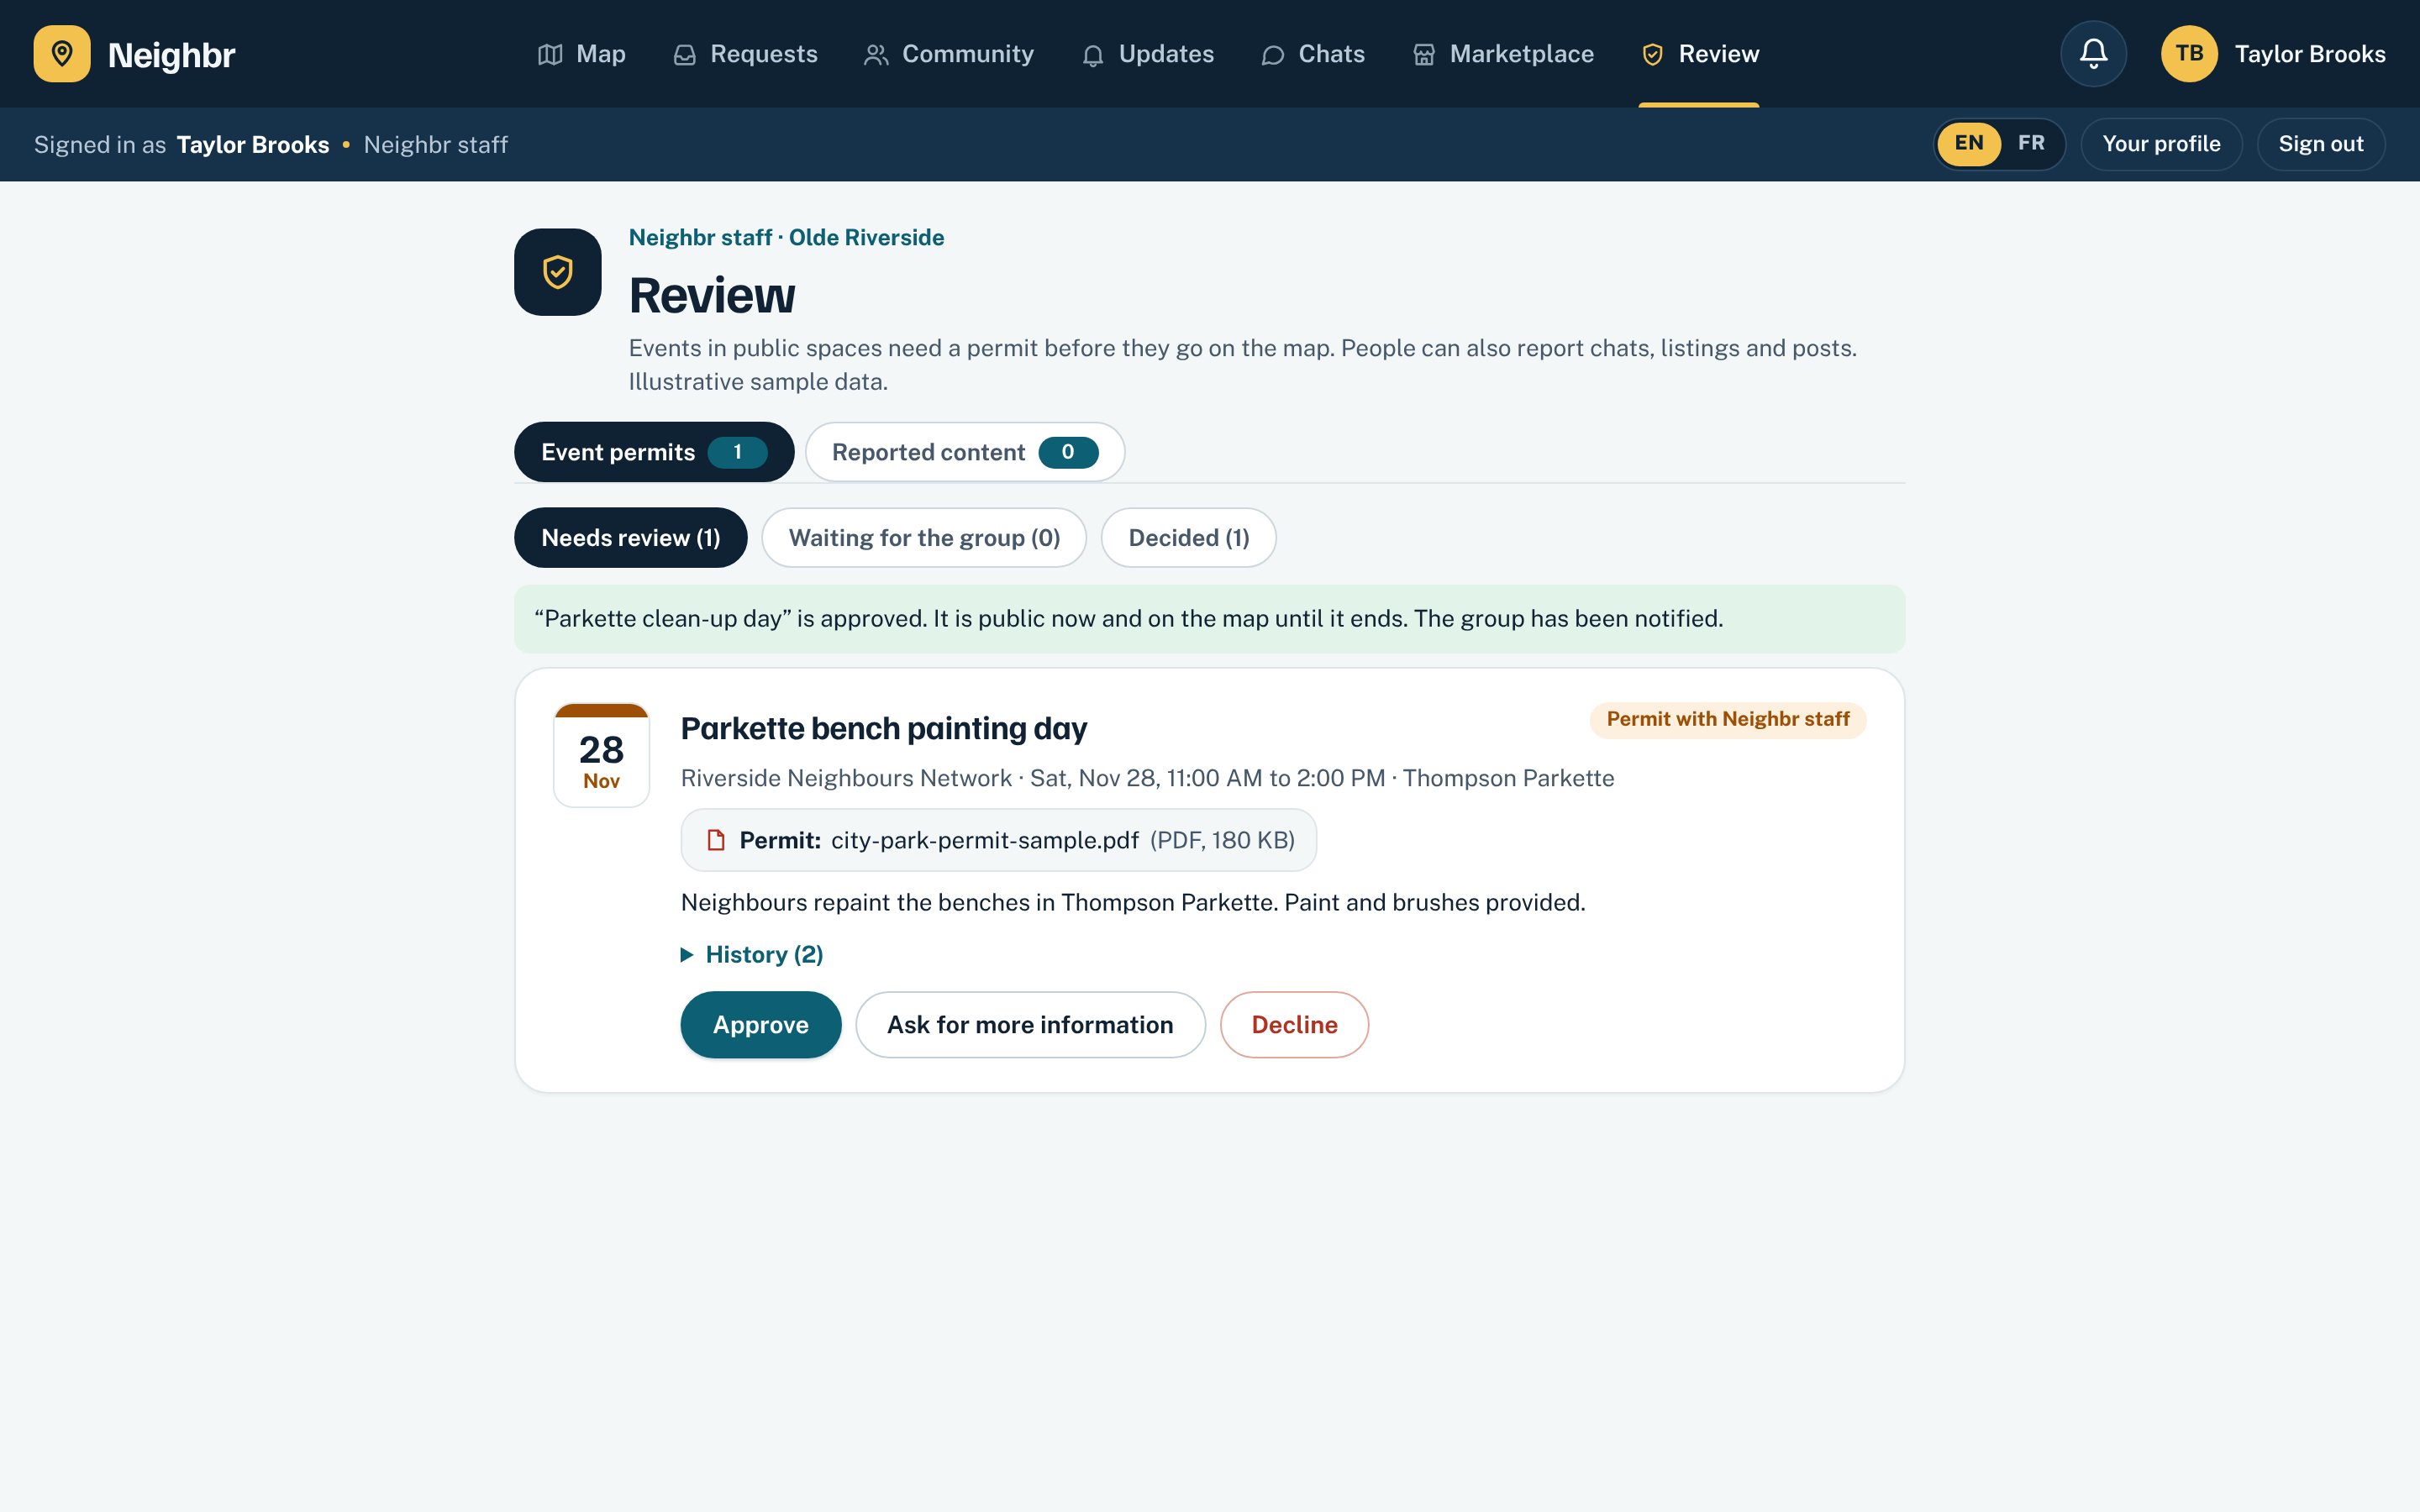 Neighbr
Map
Requests
Community
Updates
Chats
Marketplace
Review
TB
Taylor Brooks
Signed in as Taylor Brooks • Neighbr staff
EN
FR
Your profile
Sign out
Neighbr staff · Olde Riverside
Review
Events in public spaces need a permit before they go on the map. People can also report chats, listings and posts.
Illustrative sample data.
Event permits 1
Reported content 0
Needs review (1)
Waiting for the group (0)
Decided (1)
“Parkette clean-up day” is approved. It is public now and on the map until it ends. The group has been notified.
28
Nov
Parkette bench painting day
Permit with Neighbr staff
Riverside Neighbours Network · Sat, Nov 28, 11:00 AM to 2:00 PM · Thompson Parkette
Permit: city-park-permit-sample.pdf (PDF, 180 KB)
Neighbours repaint the benches in Thompson Parkette. Paint and brushes provided.
History (2)
Approve
Ask for more information
Decline